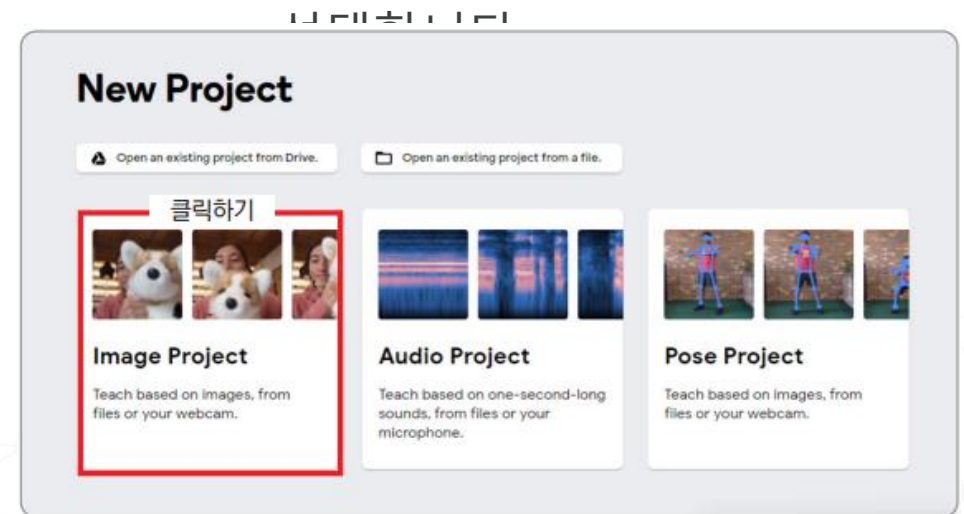 New Project
Open an existing project from Drive.
Open an existing project from a file.
클릭하기
Image Project
Teach based on images, from
files or your webcam.
Audio Project
Teach based on one-second-long
sounds, from files or your
microphone.
Pose Project
Teach based on images, from
files or your webcam.